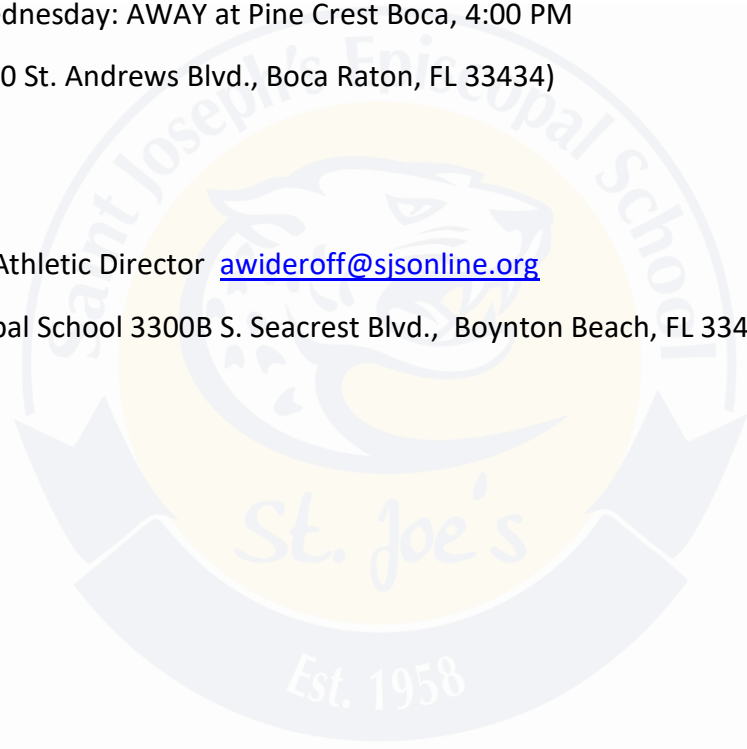 dnesday: AWAY at Pine Crest Boca, 4:00 PM
0 St. Andrews Blvd., Boca Raton, FL 33434)
Saint Joseph's Episcopal School
Athletic Director  awideroff@sjsonline.org
pal School 3300B S. Seacrest Blvd.,  Boynton Beach, FL 334
St. Joe's
Est. 1958